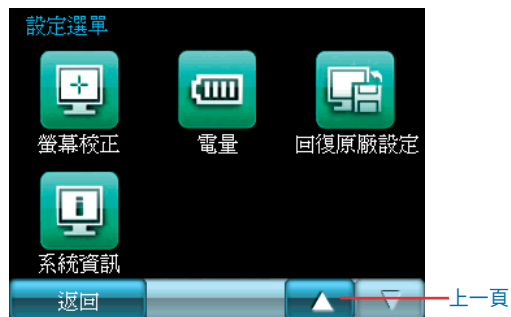 設定選單
螢幕校正
電量
回復原廠設定
系統資訊
返回
上一頁